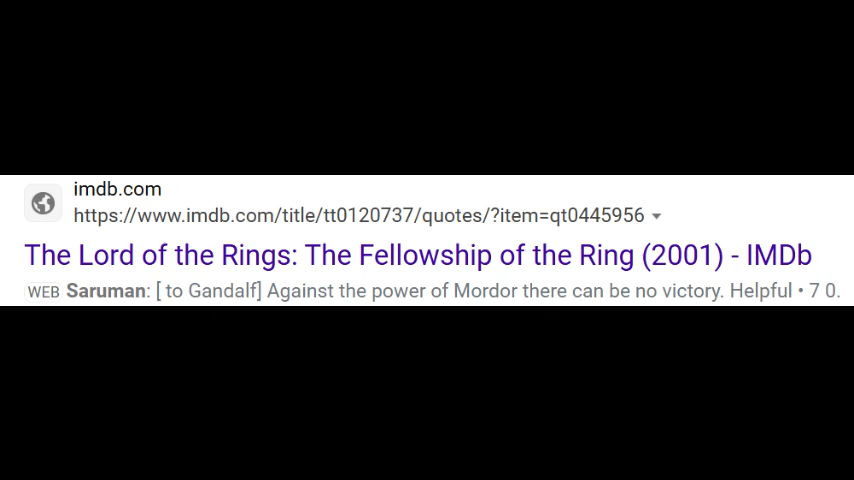 imdb.com
https://www.imdb.com/title/tt0120737/quotes/?item=qt0445956
The Lord of the Rings: The Fellowship of the Ring (2001) - IMDb
WEB Saruman: [ to Gandalf] Against the power of Mordor there can be no victory. Helpful • 7 0.